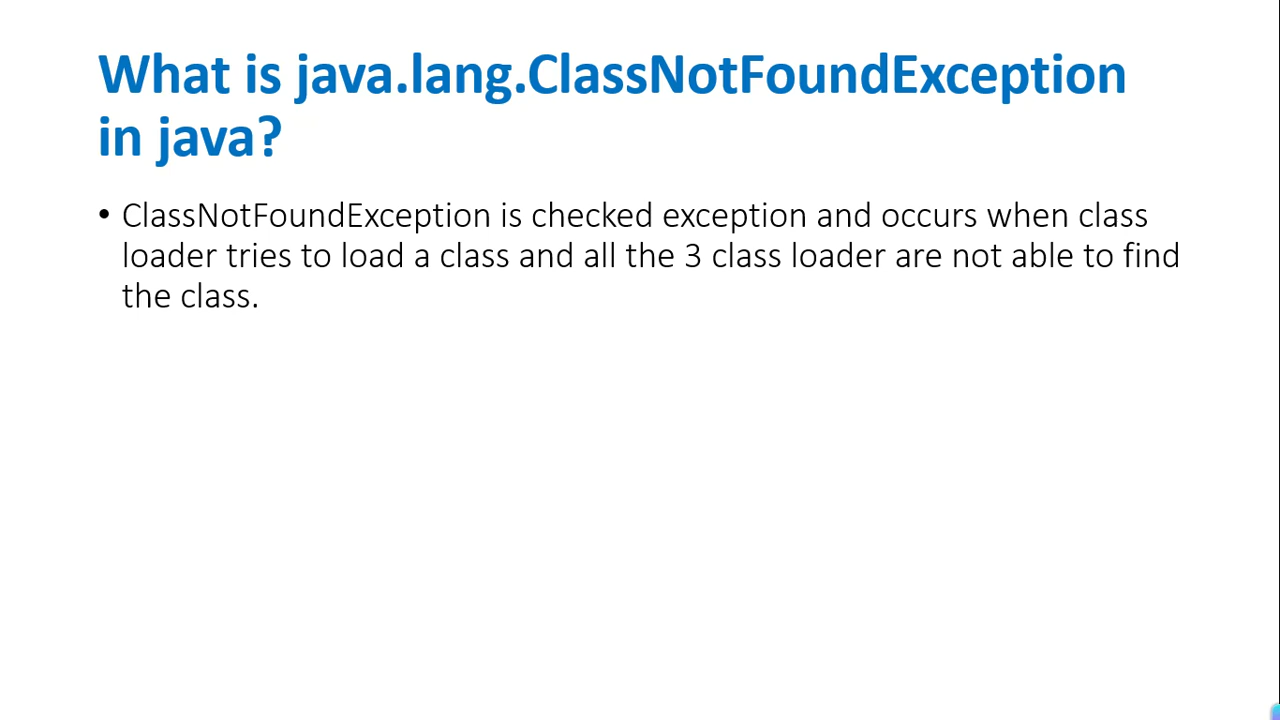 What is java.lang.ClassNotFoundException
in java?
• ClassNotFoundException is checked exception and occurs when class
loader tries to load a class and all the 3 class loader are not able to find
the class.